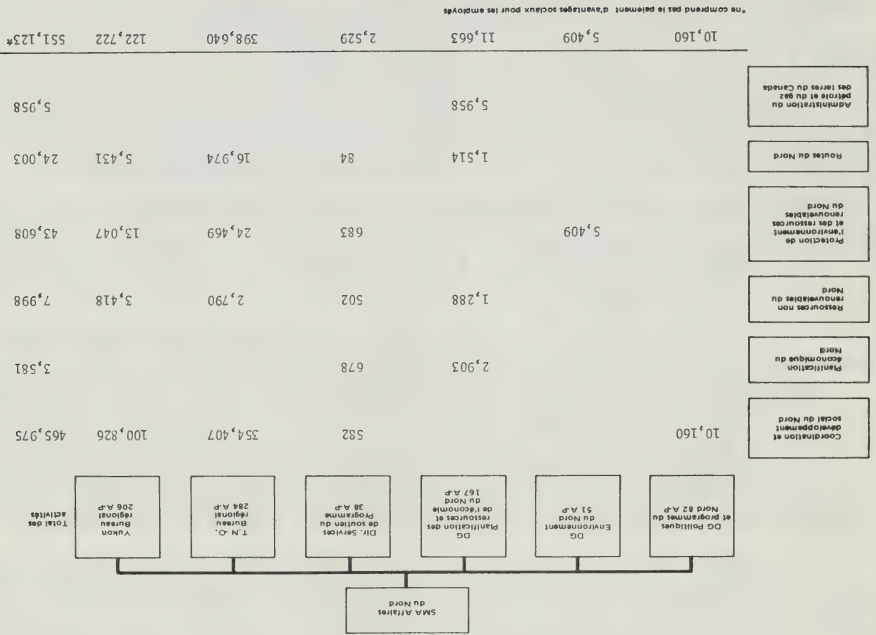 SMA Affaires
du Nord
DG Politiques
et programmes du
Nord 82 A-P
DG
Environnement
du Nord
51 A-P
DG
Planification des
ressources et
de l'économie
du Nord
167 A-P
Dir. Services
de soutien du
Programme
38 A-P
T.N.-O.
Bureau
régional
284 A-P
Yukon
Bureau
régional
206 A-P
Total des
activités
Coordination et
développement
social du Nord
10,160 582 354,407 100,826 465,975
Planification
économique du
Nord
2,903 678 3,581
Ressources non
renouvelables du
Nord
1,288 502 2,790 3,418 7,998
Protection de
l'environnement
et des ressources
renouvelables
du Nord
5,409 683 24,469 13,047 43,608
Routes du Nord
1,514 84 16,974 5,431 24,003
Administration du
pétrole et du gaz
des terres du Canada
5,958 5,958
10,160 5,409 11,663 2,529 398,640 122,722 551,123*
*ne comprend pas le paiement d'avantages sociaux pour les employés